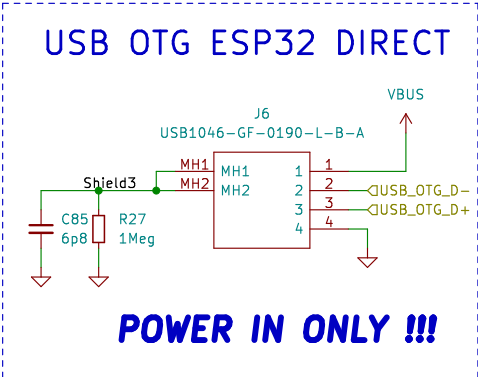 USB OTG ESP32 DIRECT
VBUS
J6
USB1046-GF-0190-L-B-A
MH1 MH1 1 1
Shield3 MH2 MH2 2 2 USB_OTG_D-
3 3 USB_OTG_D+
C85 R27 4 4
6p8 1Meg
POWER IN ONLY !!!